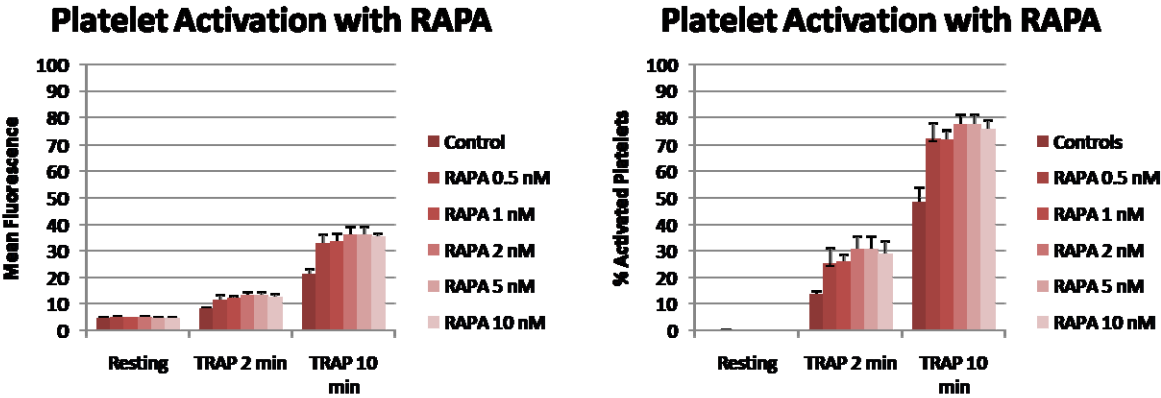 Platelet Activation with RAPA
100
90
80
70
60
50
40
30
20
10
0
Mean Fluorescence
Resting
TRAP 2 min
TRAP 10
min
Control
RAPA 0.5 nM
RAPA 1 nM
RAPA 2 nM
RAPA 5 nM
RAPA 10 nM
Platelet Activation with RAPA
100
90
80
70
60
50
40
30
20
10
0
% Activated Platelets
Resting
TRAP 2 min
TRAP 10
min
Controls
RAPA 0.5 nM
RAPA 1 nM
RAPA 2 nM
RAPA 5 nM
RAPA 10 nM